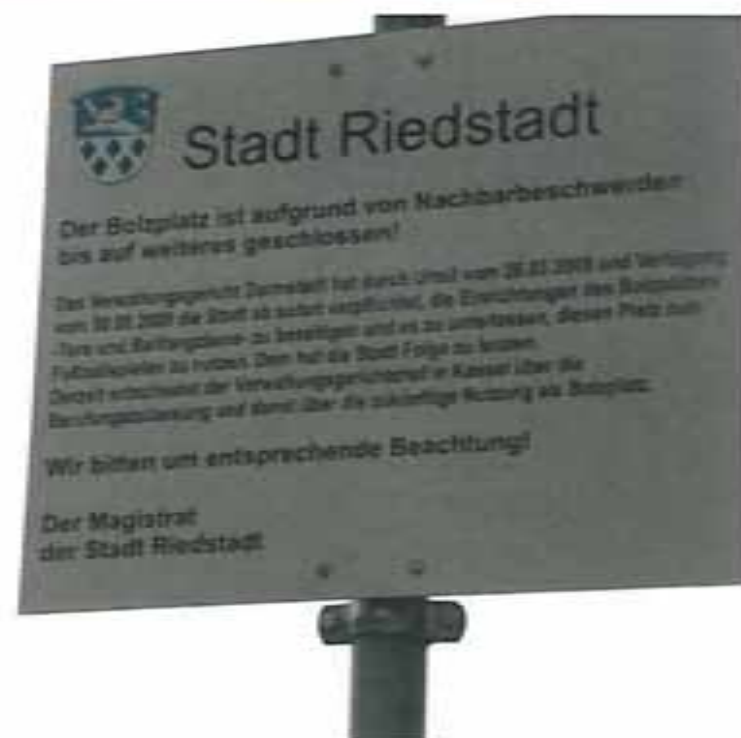 Stadt Riedstadt
Der Bolzplatz ist aufgrund von Nachbarbeschwerden
bis auf weiteres geschlossen!
Das Verwaltungsgericht Darmstadt hat durch Urteil vom und Verfügung
vom die Stadt ab sofort verpflichtet, die Einrichtungen des Bolzplatzes
-Tore und Ballfangzäune- zu beseitigen und es zu unterlassen, diesen Platz zum
Fußballspielen zu nutzen. Dem hat die Stadt Folge zu leisten.
Derzeit entscheidet der Verwaltungsgerichtshof in Kassel über die
Berufungszulassung und damit über die zukünftige Nutzung als Bolzplatz.
Wir bitten um entsprechende Beachtung!
Der Magistrat
der Stadt Riedstadt